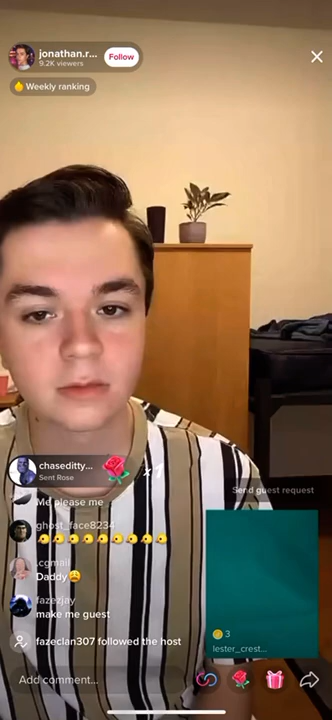 jonathan.r...
9.2K viewers
Follow
Weekly ranking
chaseditty...
Sent Rose
x1
Send guest request
Me please me
ghost_face8234
.cgmail
Daddy😩
fazezjay
make me guest
fazeclan307 followed the host
3
lester_crest...
Add comment...